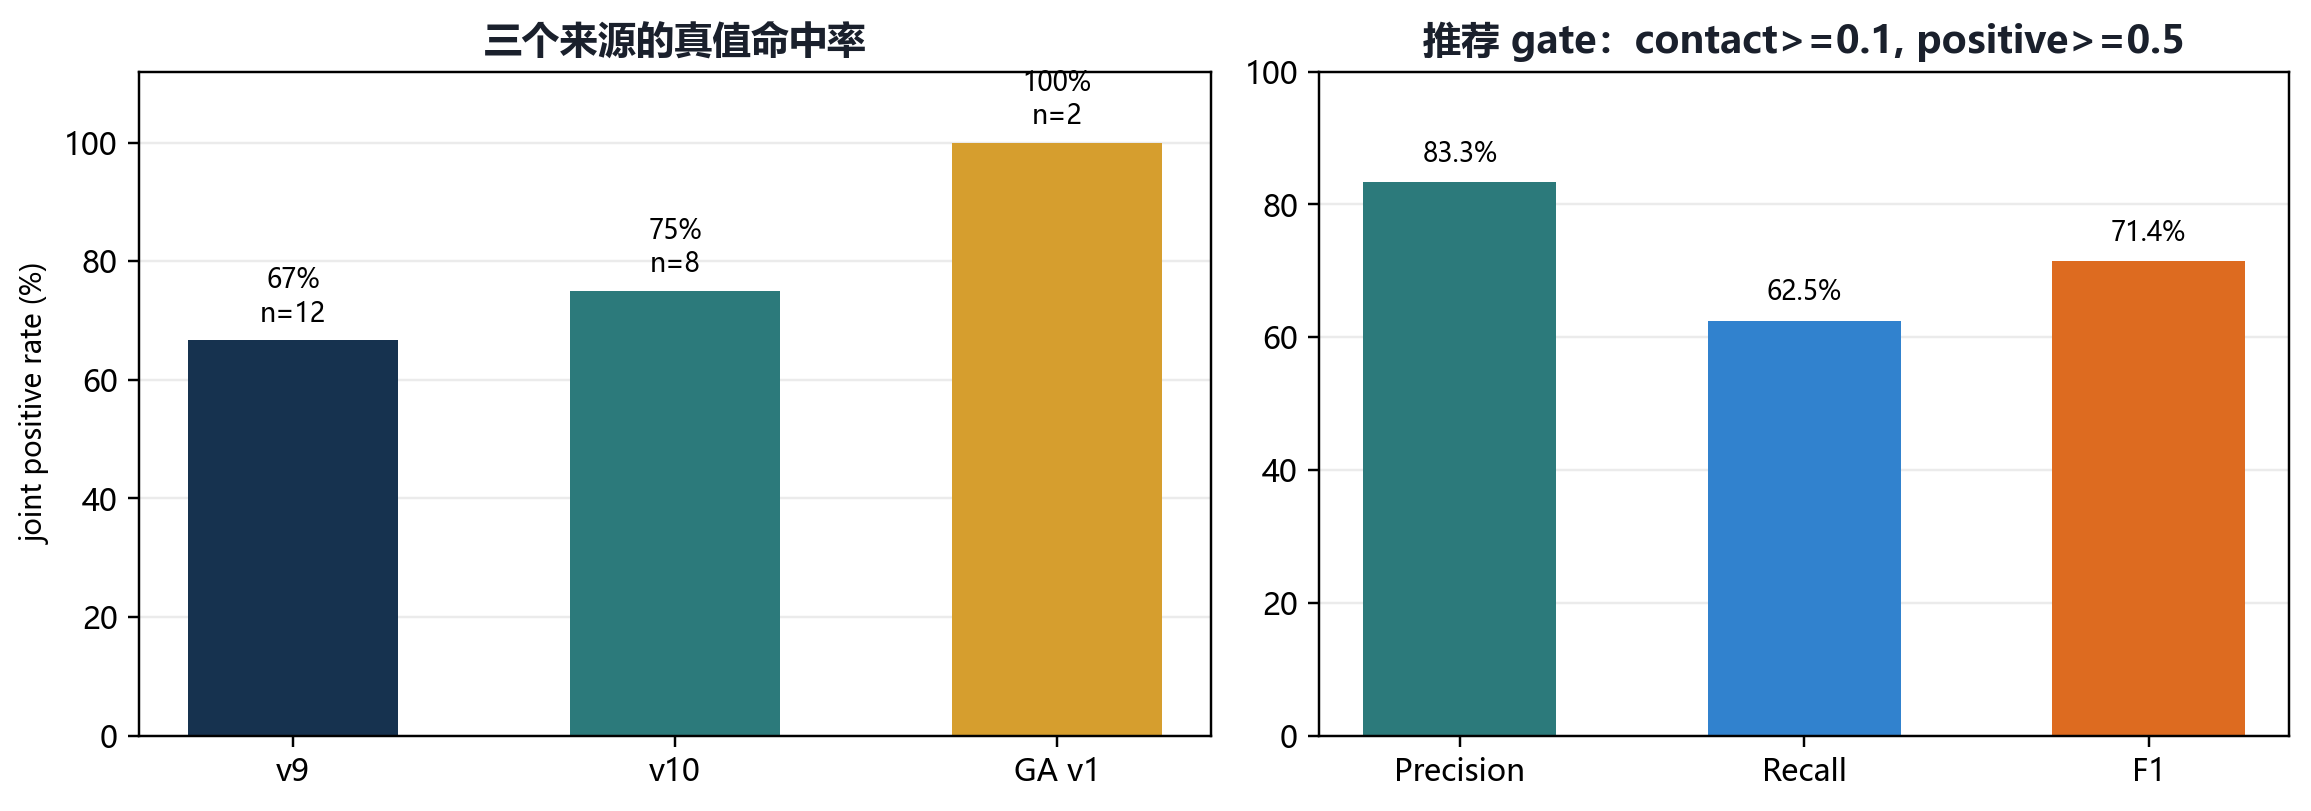 三个来源的真值命中率
joint positive rate (%)
100
80
60
40
20
0
67%
n=12
75%
n=8
100%
n=2
v9
v10
GA v1
推荐 gate：contact>=0.1, positive>=0.5
100
80
60
40
20
0
83.3%
62.5%
71.4%
Precision
Recall
F1